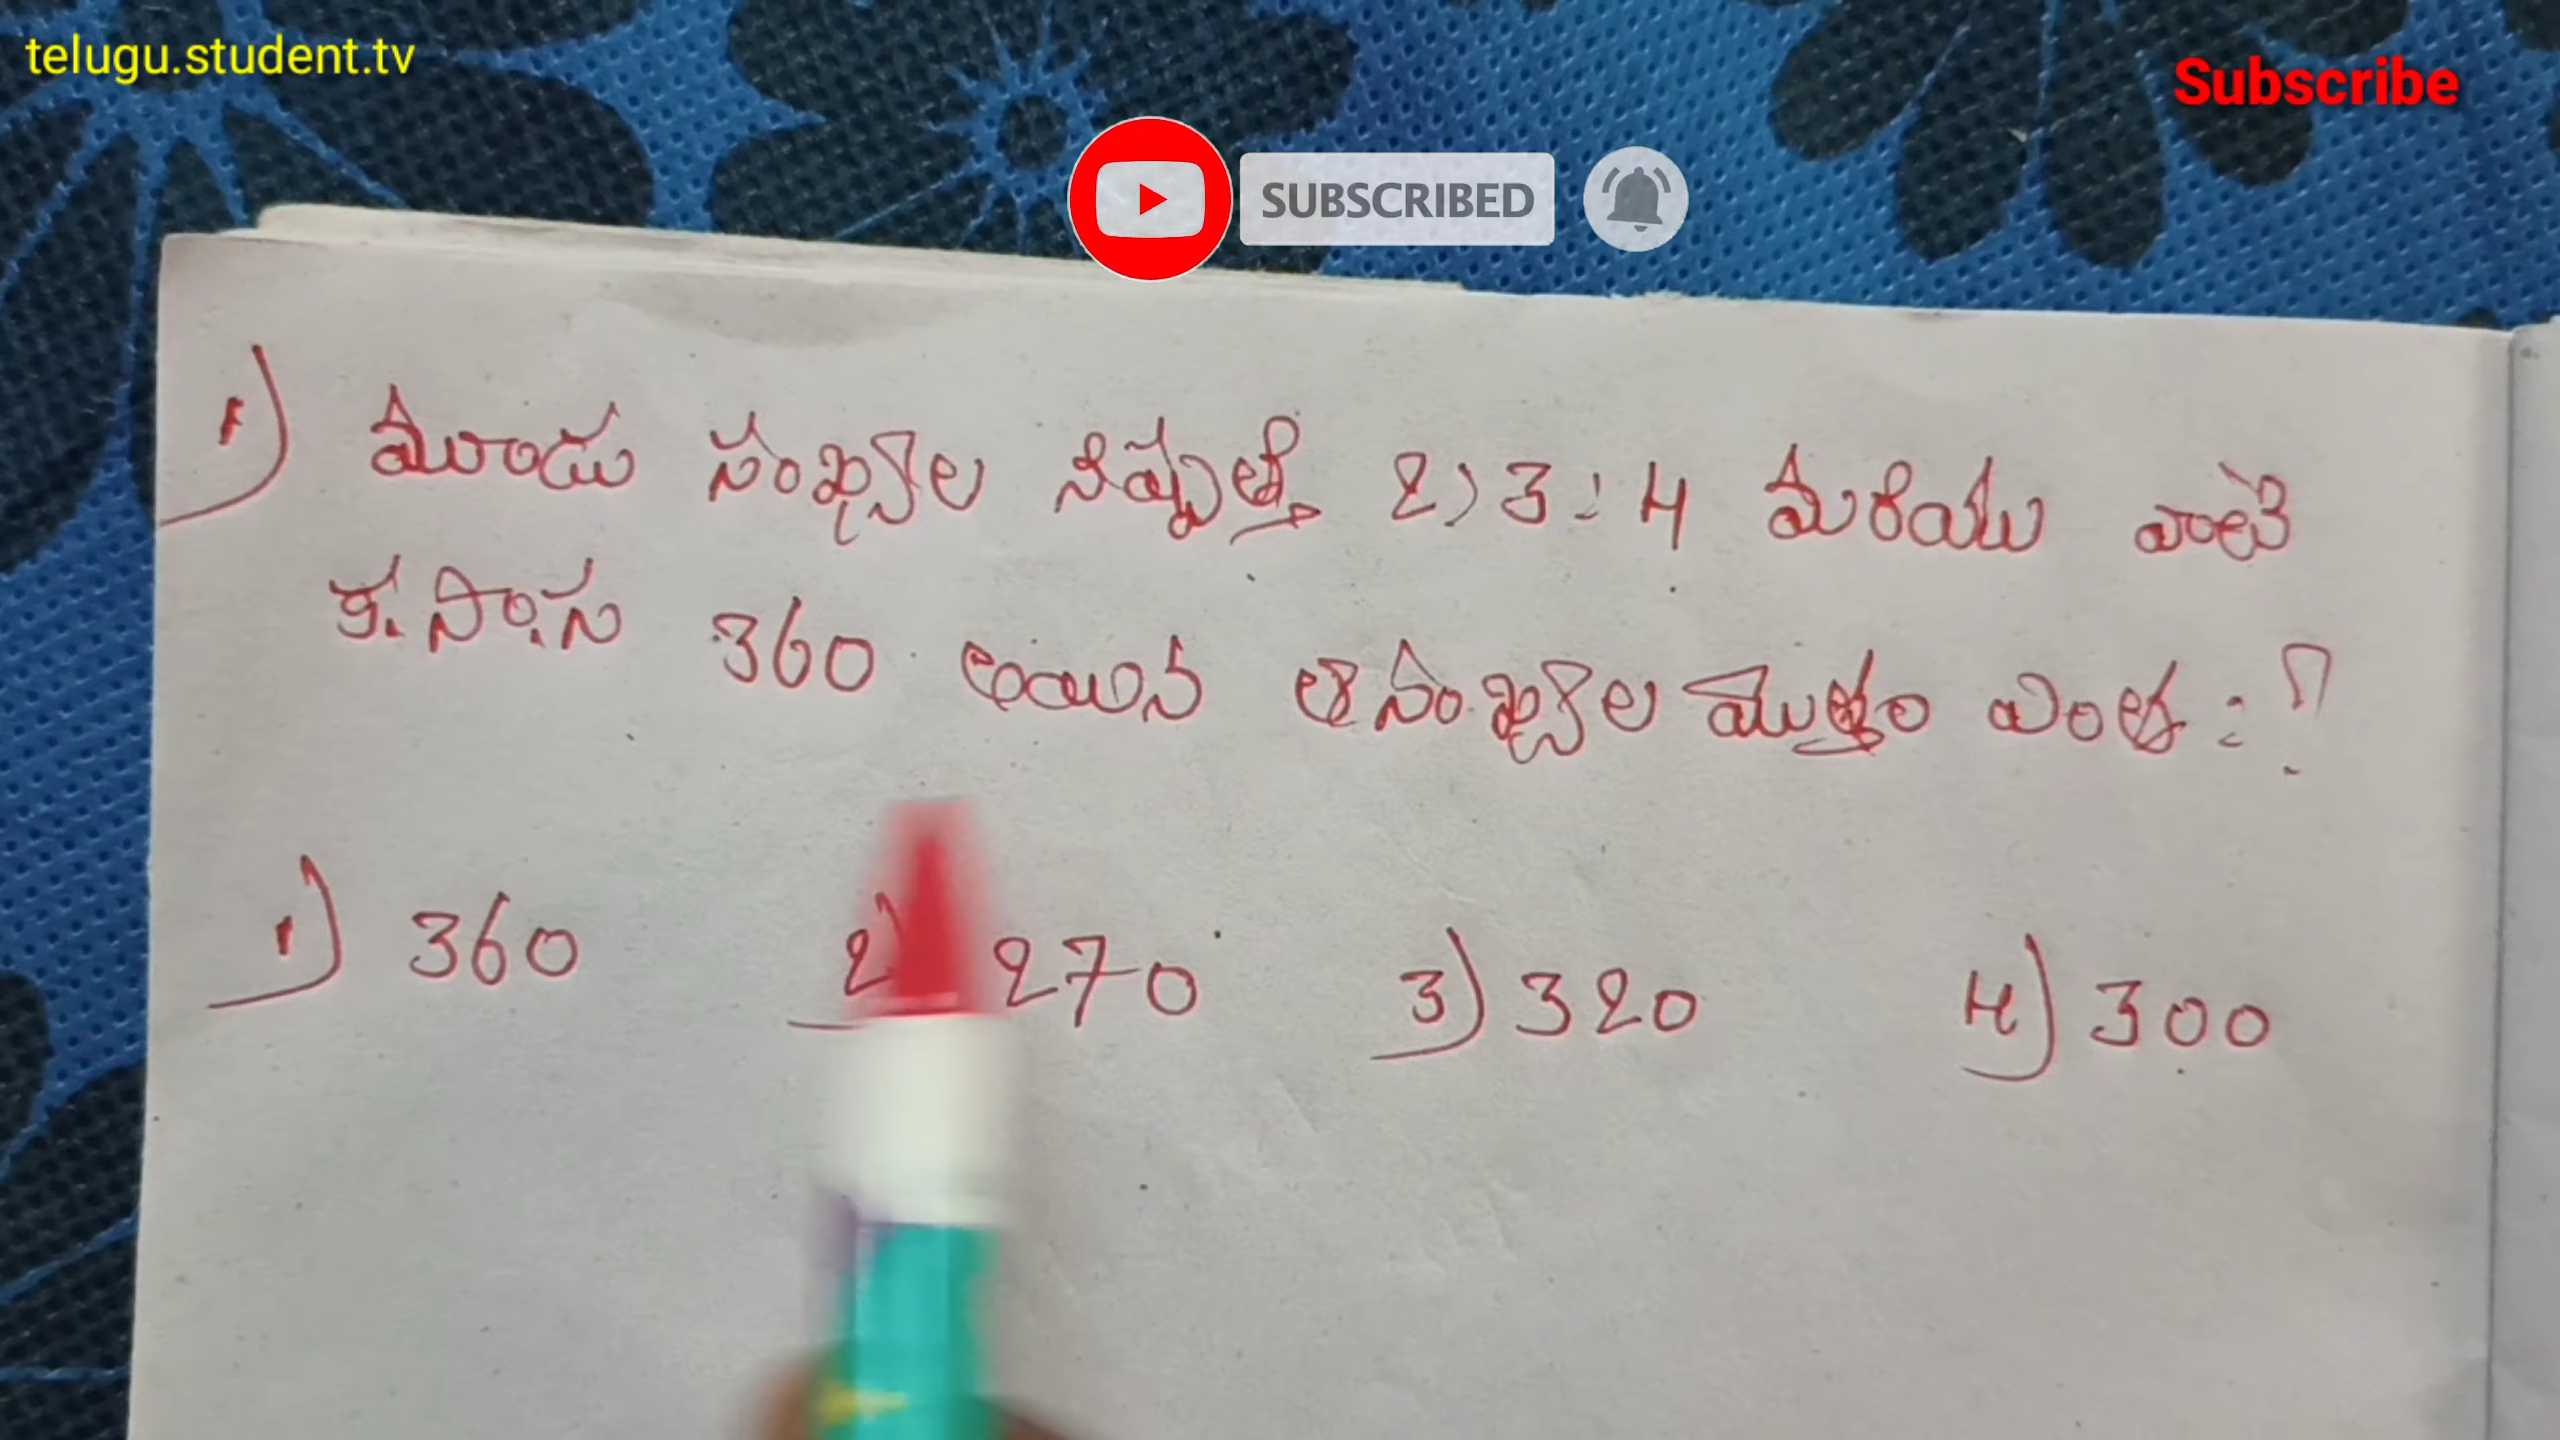 telugu.student.tv
Subscribe
SUBSCRIBED
1) మూండు సంఖ్యల నిష్పుత్తి 2:3:4 మరియు వాటి
క.సా.స 360 అయిన ఆ సంఖ్యల మొత్తం ఎంత:?
1) 360 2) 270 3) 320 4) 300